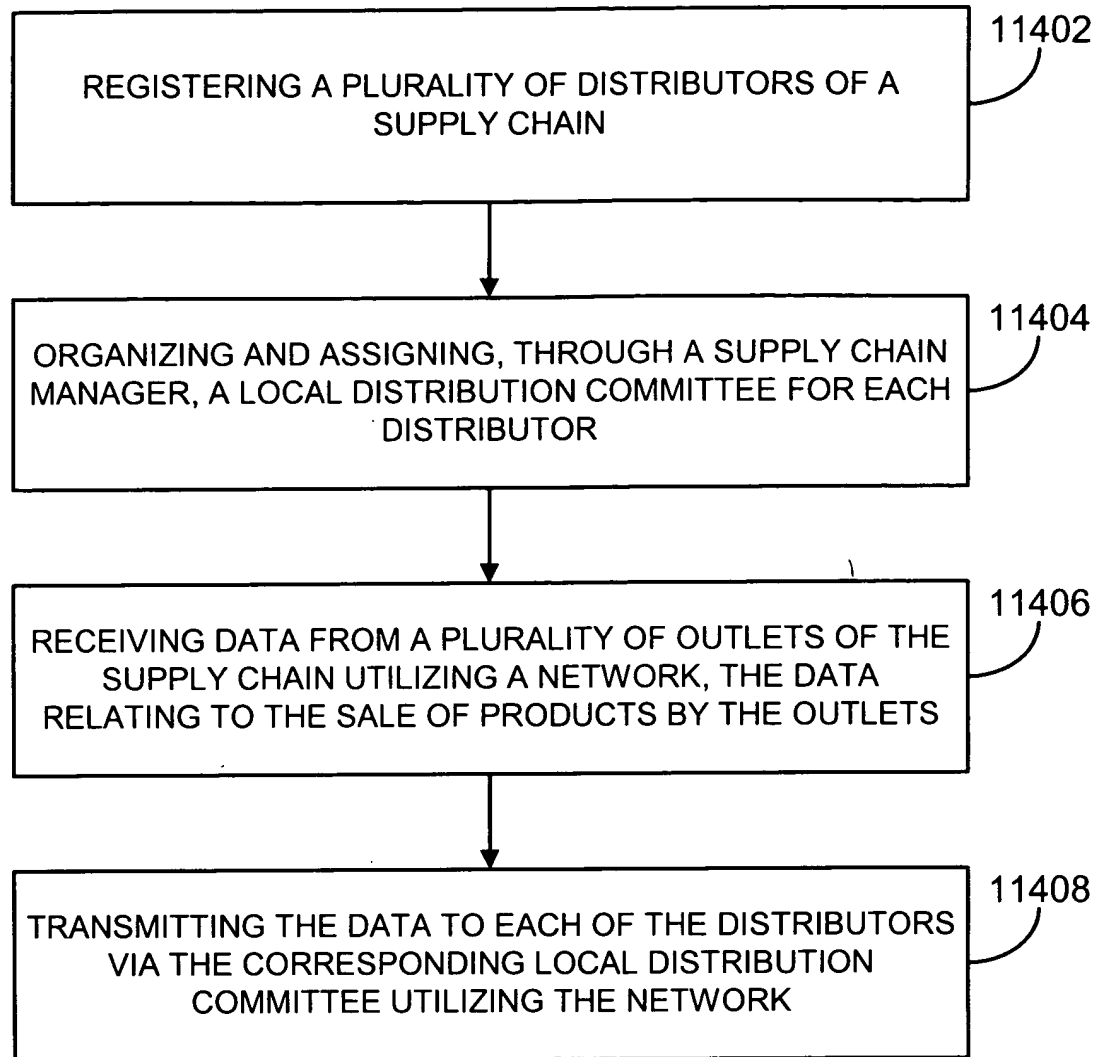 11402
REGISTERING A PLURALITY OF DISTRIBUTORS OF A
SUPPLY CHAIN
11404
ORGANIZING AND ASSIGNING, THROUGH A SUPPLY CHAIN
MANAGER, A LOCAL DISTRIBUTION COMMITTEE FOR EACH
DISTRIBUTOR
11406
RECEIVING DATA FROM A PLURALITY OF OUTLETS OF THE
SUPPLY CHAIN UTILIZING A NETWORK, THE DATA
RELATING TO THE SALE OF PRODUCTS BY THE OUTLETS
11408
TRANSMITTING THE DATA TO EACH OF THE DISTRIBUTORS
VIA THE CORRESPONDING LOCAL DISTRIBUTION
COMMITTEE UTILIZING THE NETWORK